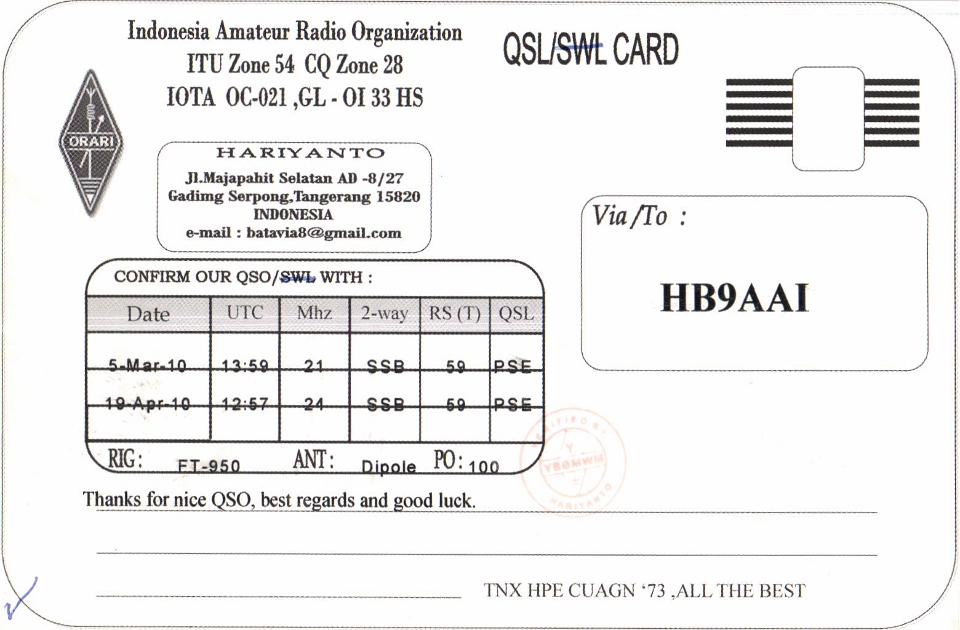 Indonesia Amateur Radio Organization
ITU Zone 54 CQ Zone 28
IOTA OC-021 ,GL - OI 33 HS
QSL/SWL CARD
ORARI
HARIYANTO
Jl.Majapahit Selatan AD -8/27
Gadimg Serpong,Tangerang 15820
INDONESIA
e-mail : batavia8@gmail.com
Via/To :
HB9AAI
CONFIRM OUR QSO/SWL WITH :
Date UTC Mhz 2-way RS (T) QSL
5-Mar-10 13:59 21 SSB 59 PSE
19-Apr-10 12:57 24 SSB 59 PSE
RIG: FT-950 ANT: Dipole PO: 100
VERIFIED BY
YB0MWM
HARIYANTO
Thanks for nice QSO, best regards and good luck.
TNX HPE CUAGN ‘73 ,ALL THE BEST